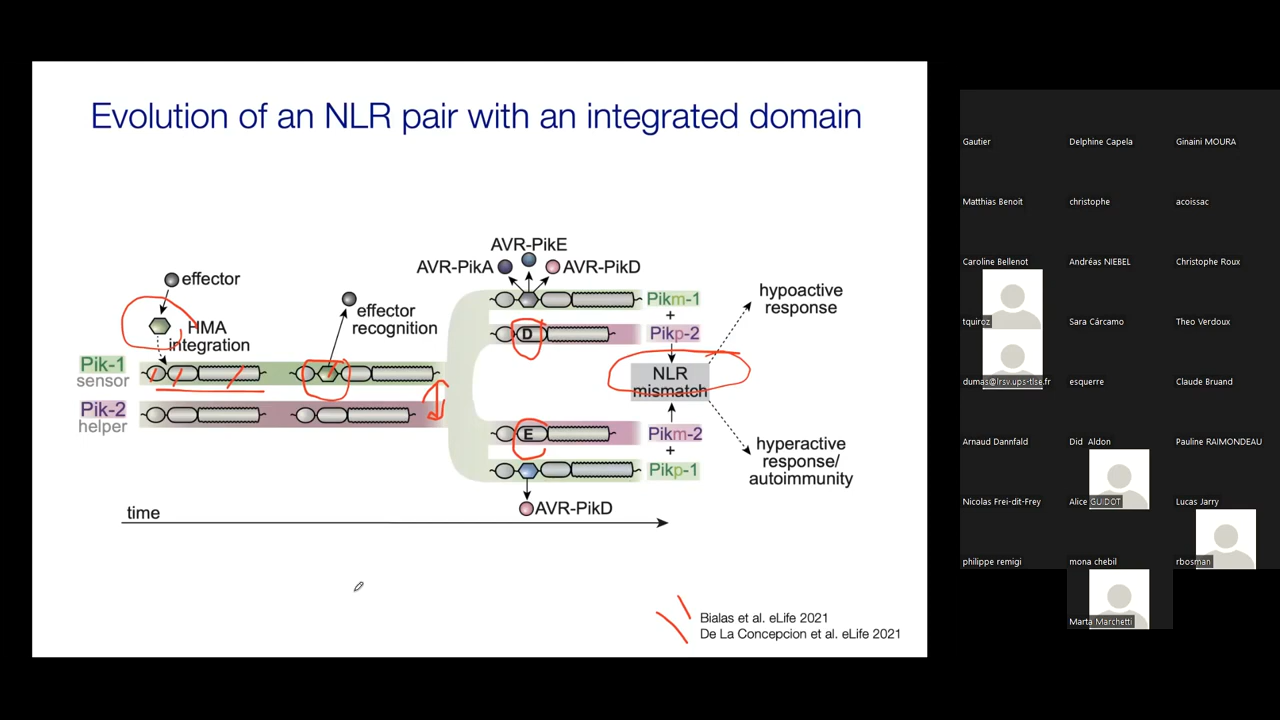 Evolution of an NLR pair with an integrated domain
AVR-PikE
AVR-PikA
AVR-PikD
effector
HMA
integration
effector
recognition
Pik-1
sensor
Pik-2
helper
Pikm-1
+
D
Pikp-2
NLR
mismatch
E
Pikm-2
+
Pikp-1
AVR-PikD
hypoactive
response
hyperactive
response/
autoimmunity
time
Bialas et al. eLife 2021
De La Concepcion et al. eLife 2021
Gautier
Delphine Capela
Ginaini MOURA
Matthias Benoit
christophe
acoissac
Caroline Bellenot
Andréas NIEBEL
Christophe Roux
tquiroz
Sara Cárcamo
Theo Verdoux
dumas@lrsv.ups-tlse.fr
esquerre
Claude Bruand
Arnaud Dannfald
Did Aldon
Pauline RAIMONDEAU
Nicolas Frei-dit-Frey
Alice GUIDOT
Lucas Jarry
philippe remigi
mona chebil
rbosman
Marta Marchetti